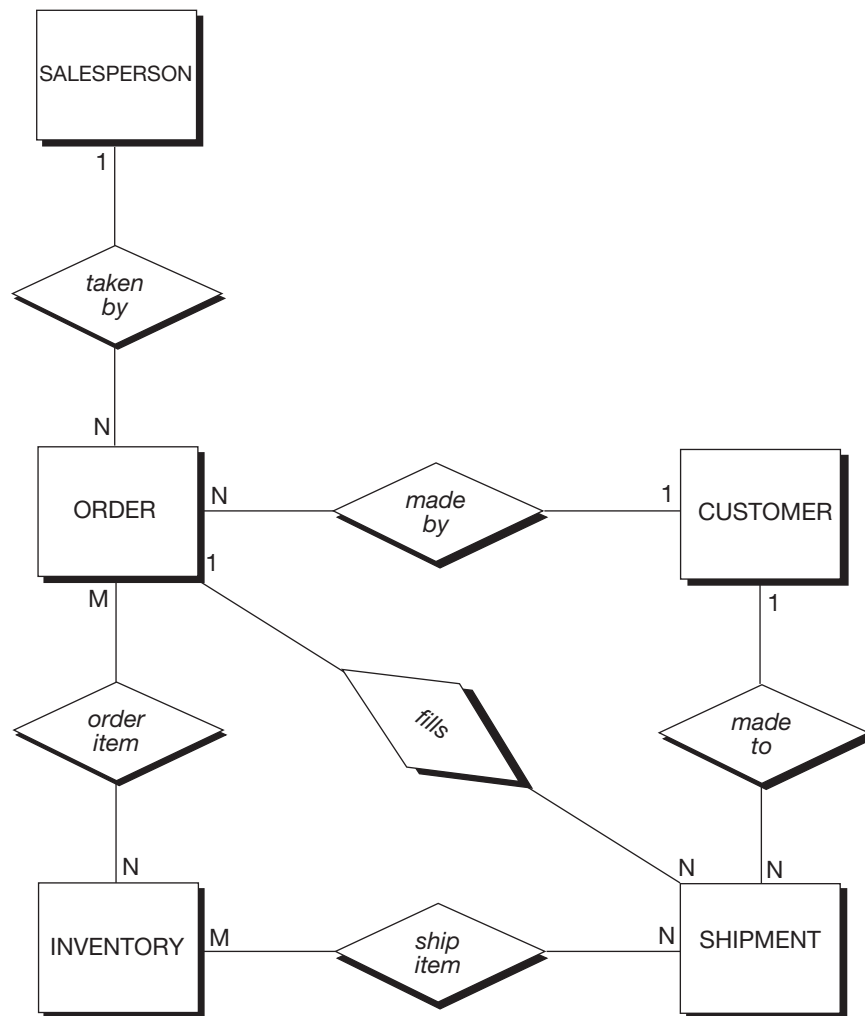 SALESPERSON
1
taken
by
N
ORDER
N
made
by
1
CUSTOMER
1
M
1
order
item
fills
made
to
N
N
N
INVENTORY
M
ship
item
N
SHIPMENT